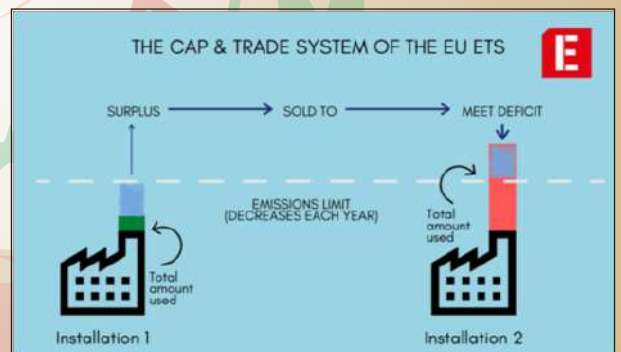 THE CAP & TRADE SYSTEM OF THE EU ETS
E
SURPLUS
SOLD TO
MEET DEFICIT
EMISSIONS LIMIT
(DECREASES EACH YEAR)
Total
amount
used
Total
amount
used
Installation 1
Installation 2